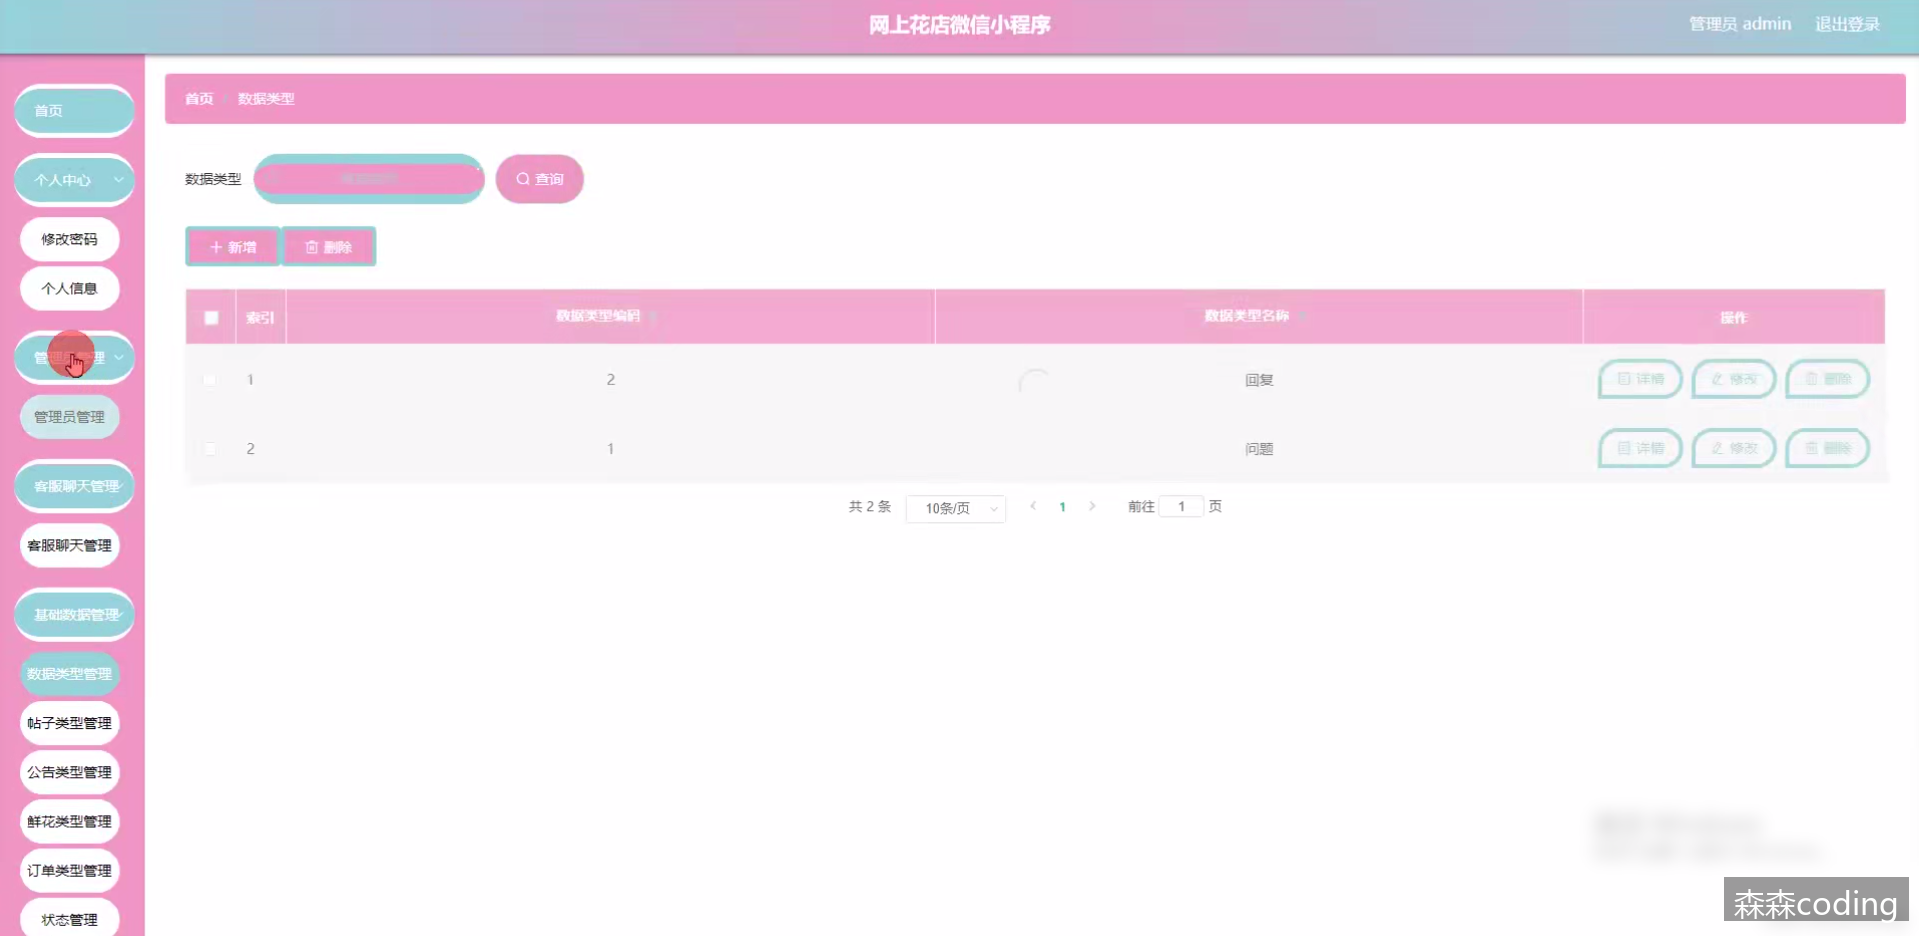 网上花店微信小程序
管理员 admin 退出登录
首页
个人中心
修改密码
个人信息
管理员管理
管理员管理
客服聊天管理
客服聊天管理
基础数据管理
数据类型管理
帖子类型管理
公告类型管理
鲜花类型管理
订单类型管理
状态管理
首页 数据类型
数据类型 查询
新增 删除
索引 数据类型编码 数据类型名称 操作
1 2 回复 详情 修改 删除
2 1 问题 详情 修改 删除
共 2 条 10条/页 1 前往 1 页
森森coding